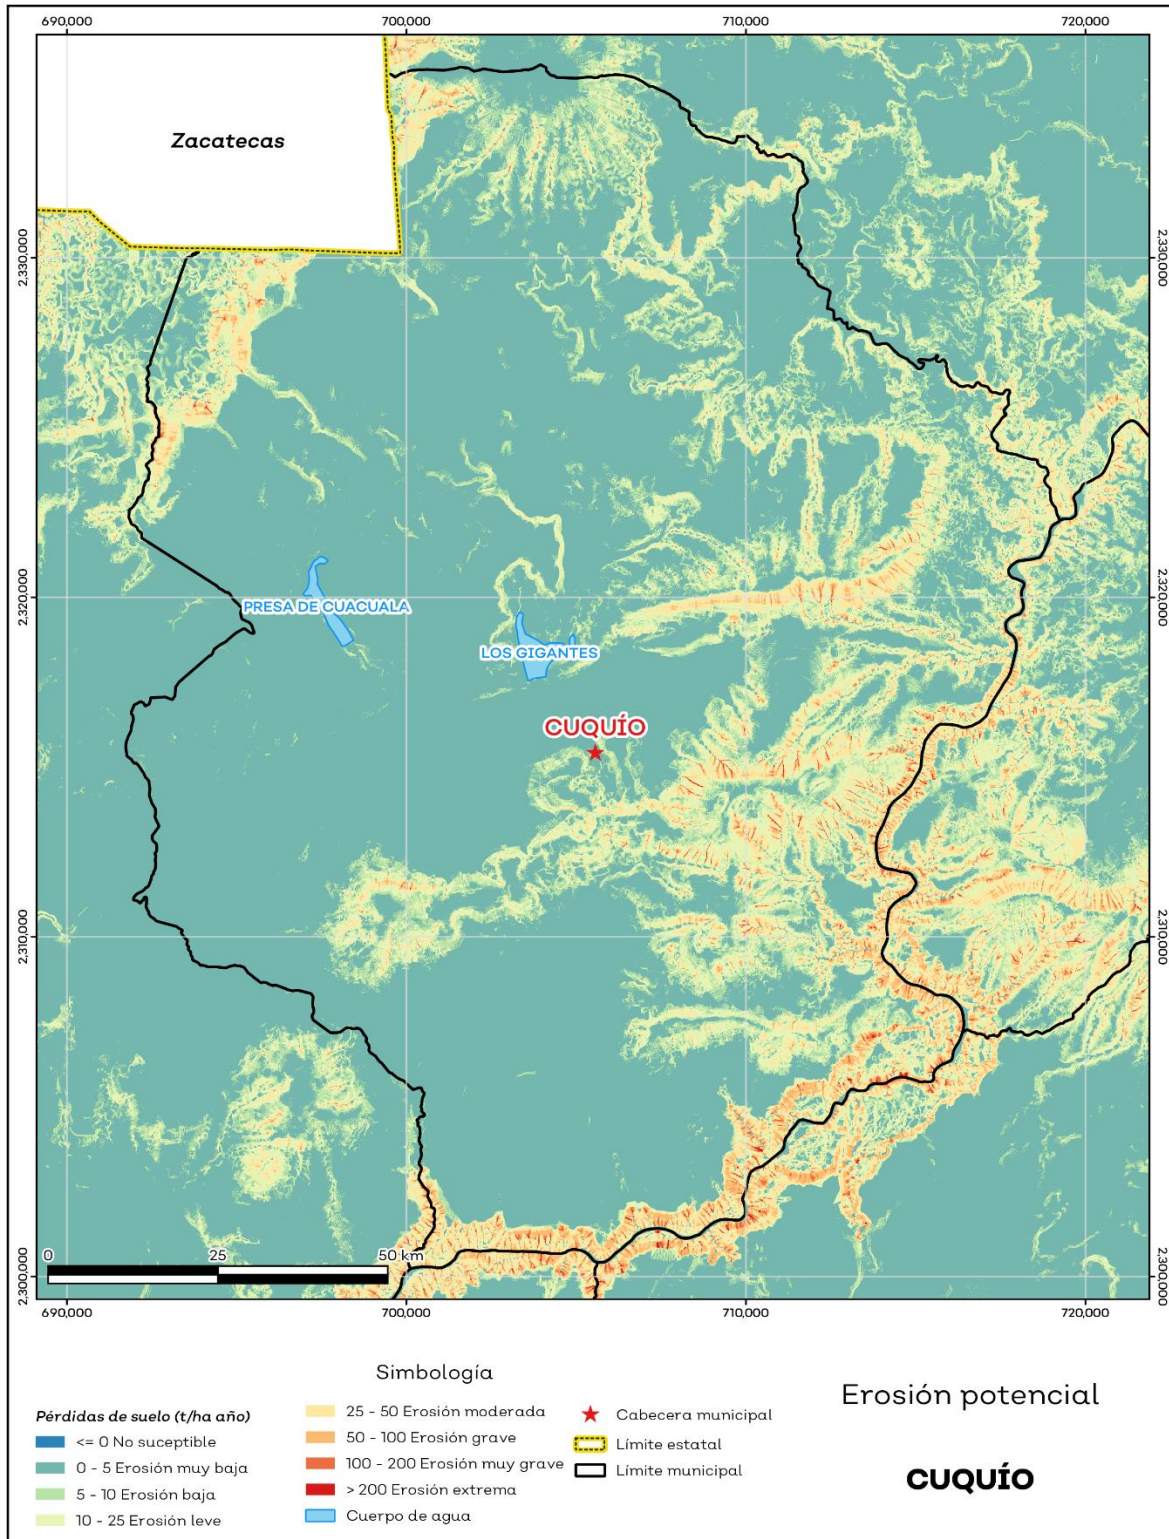 690,000 700,000 710,000 720,000
Zacatecas
2,330,000 2,330,000
2,320,000 2,320,000
PRESA DE CUACUALA
LOS GIGANTES
CUQUÍO
2,310,000 2,310,000
0 25 50 km
2,300,000 2,300,000
690,000 700,000 710,000 720,000
Simbología
Pérdidas de suelo (t/ha año)
<= 0 No suceptible
0 - 5 Erosión muy baja
5 - 10 Erosión baja
10 - 25 Erosión leve
25 - 50 Erosión moderada
50 - 100 Erosión grave
100 - 200 Erosión muy grave
> 200 Erosión extrema
Cuerpo de agua
Cabecera municipal
Límite estatal
Límite municipal
Erosión potencial
CUQUÍO